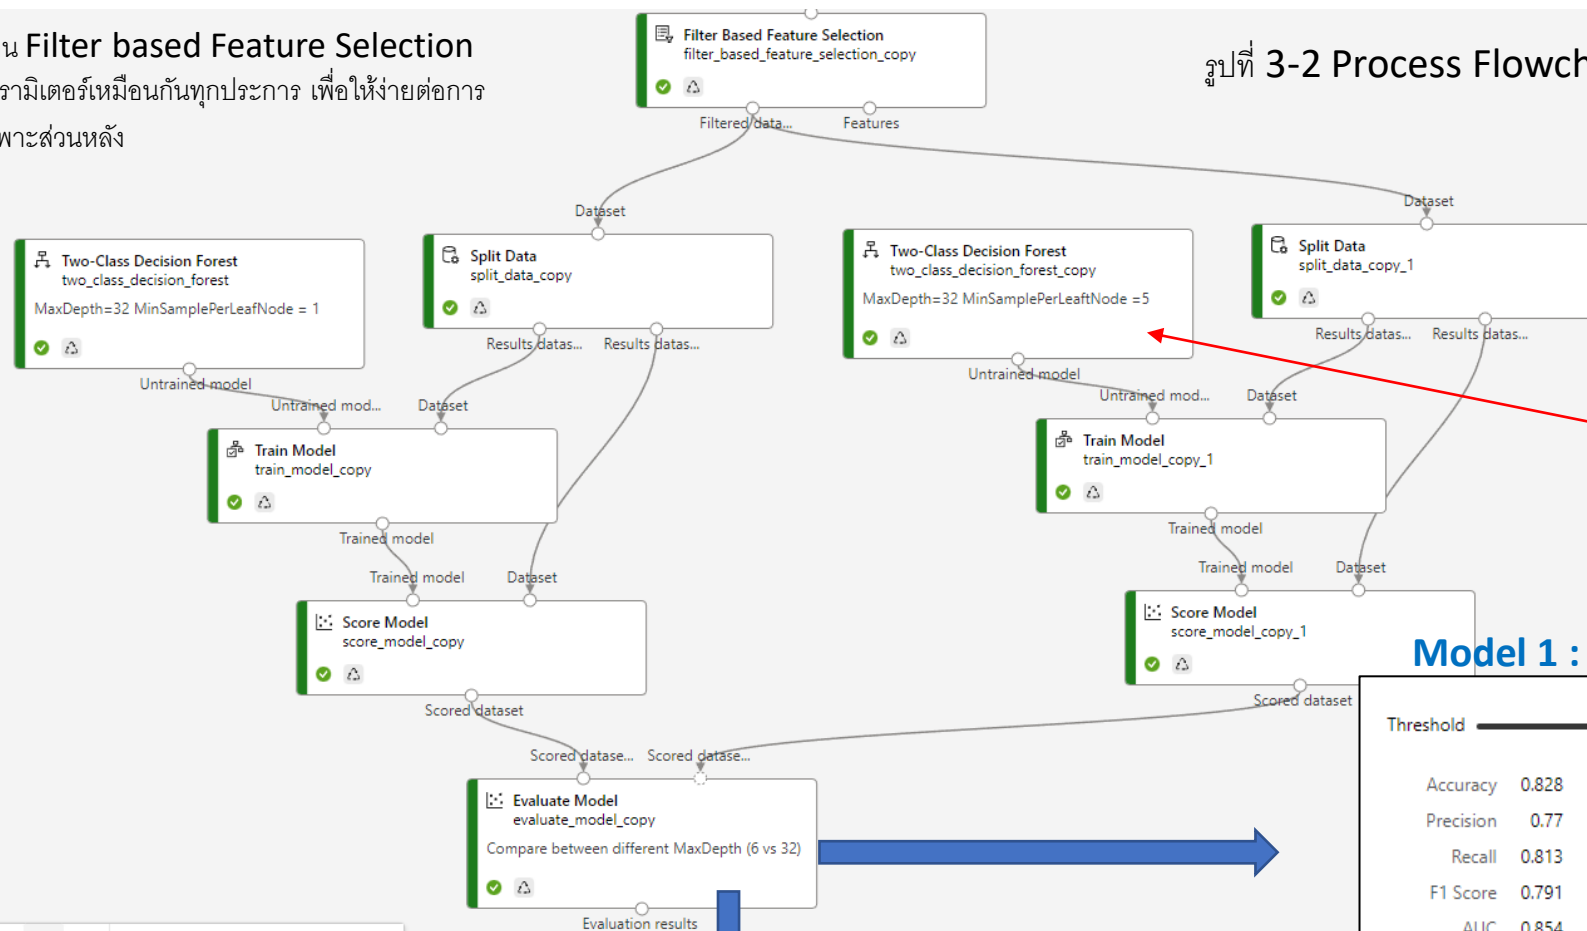 น Filter based Feature Selection
รามิเตอร์เหมือนกันทุกประการ เพื่อให้ง่ายต่อการ
พาะส่วนหลัง
รูปที่ 3-2 Process Flowch
Filter Based Feature Selection
filter_based_feature_selection_copy
Filtered data...
Features
Dataset
Dataset
Two-Class Decision Forest
two_class_decision_forest
MaxDepth=32 MinSamplePerLeafNode = 1
Split Data
split_data_copy
Two-Class Decision Forest
two_class_decision_forest_copy
MaxDepth=32 MinSamplePerLeaftNode =5
Split Data
split_data_copy_1
Results datas...
Results datas...
Results datas...
Results datas...
Untrained model
Untrained model
Untrained mod...
Dataset
Untrained mod...
Dataset
Train Model
train_model_copy
Train Model
train_model_copy_1
Trained model
Trained model
Trained model
Dataset
Trained model
Dataset
Score Model
score_model_copy
Score Model
score_model_copy_1
Model 1 :
Scored dataset
Scored dataset
Threshold
Scored datase...
Scored datase...
Evaluate Model
evaluate_model_copy
Compare between different MaxDepth (6 vs 32)
Evaluation results
Accuracy 0.828
Precision 0.77
Recall 0.813
F1 Score 0.791
AUC 0.854